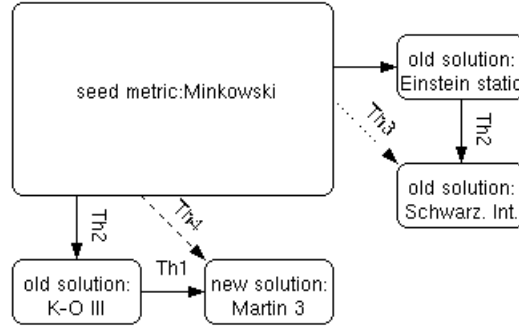 old solution:
Einstein static
seed metric:Minkowski
Th3
Th2
old solution:
Schwarz. Int.
Th2
Th4
old solution:
K-O III
Th1
new solution:
Martin 3